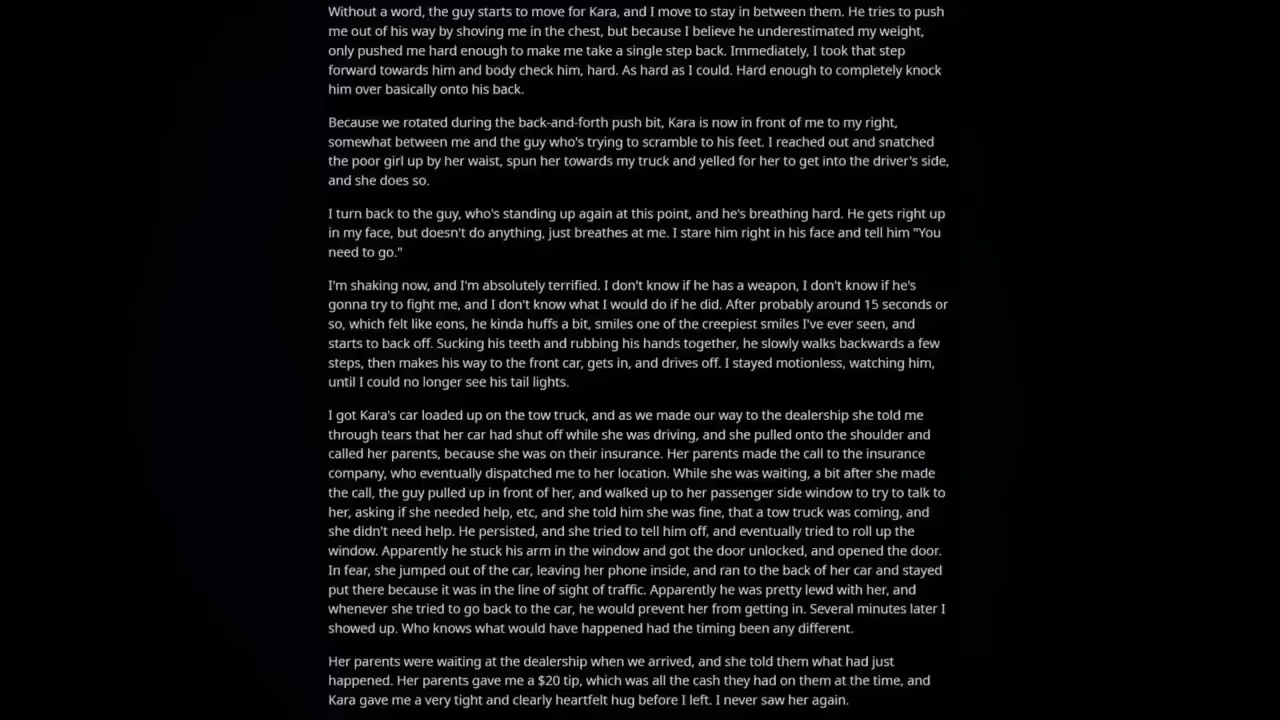 Without a word, the guy starts to move for Kara, and I move to stay in between them. He tries to push
me out of his way by shoving me in the chest, but because I believe he underestimated my weight,
only pushed me hard enough to make me take a single step back. Immediately, I took that step
forward towards him and body check him, hard. As hard as I could. Hard enough to completely knock
him over basically onto his back.
Because we rotated during the back-and-forth push bit, Kara is now in front of me to my right,
somewhat between me and the guy who's trying to scramble to his feet. I reached out and snatched
the poor girl up by her waist, spun her towards my truck and yelled for her to get into the driver's side,
and she does so.
I turn back to the guy, who's standing up again at this point, and he's breathing hard. He gets right up
in my face, but doesn't do anything, just breathes at me. I stare him right in his face and tell him "You
need to go."
I'm shaking now, and I'm absolutely terrified. I don't know if he has a weapon, I don't know if he's
gonna try to fight me, and I don't know what I would do if he did. After probably around 15 seconds or
so, which felt like eons, he kinda huffs a bit, smiles one of the creepiest smiles I've ever seen, and
starts to back off. Sucking his teeth and rubbing his hands together, he slowly walks backwards a few
steps, then makes his way to the front car, gets in, and drives off. I stayed motionless, watching him,
until I could no longer see his tail lights.
I got Kara's car loaded up on the tow truck, and as we made our way to the dealership she told me
through tears that her car had shut off while she was driving, and she pulled onto the shoulder and
called her parents, because she was on their insurance. Her parents made the call to the insurance
company, who eventually dispatched me to her location. While she was waiting, a bit after she made
the call, the guy pulled up in front of her, and walked up to her passenger side window to try to talk to
her, asking if she needed help, etc, and she told him she was fine, that a tow truck was coming, and
she didn't need help. He persisted, and she tried to tell him off, and eventually tried to roll up the
window. Apparently he stuck his arm in the window and got the door unlocked, and opened the door.
In fear, she jumped out of the car, leaving her phone inside, and ran to the back of her car and stayed
put there because it was in the line of sight of traffic. Apparently he was pretty lewd with her, and
whenever she tried to go back to the car, he would prevent her from getting in. Several minutes later I
showed up. Who knows what would have happened had the timing been any different.
Her parents were waiting at the dealership when we arrived, and she told them what had just
happened. Her parents gave me a $20 tip, which was all the cash they had on them at the time, and
Kara gave me a very tight and clearly heartfelt hug before I left. I never saw her again.